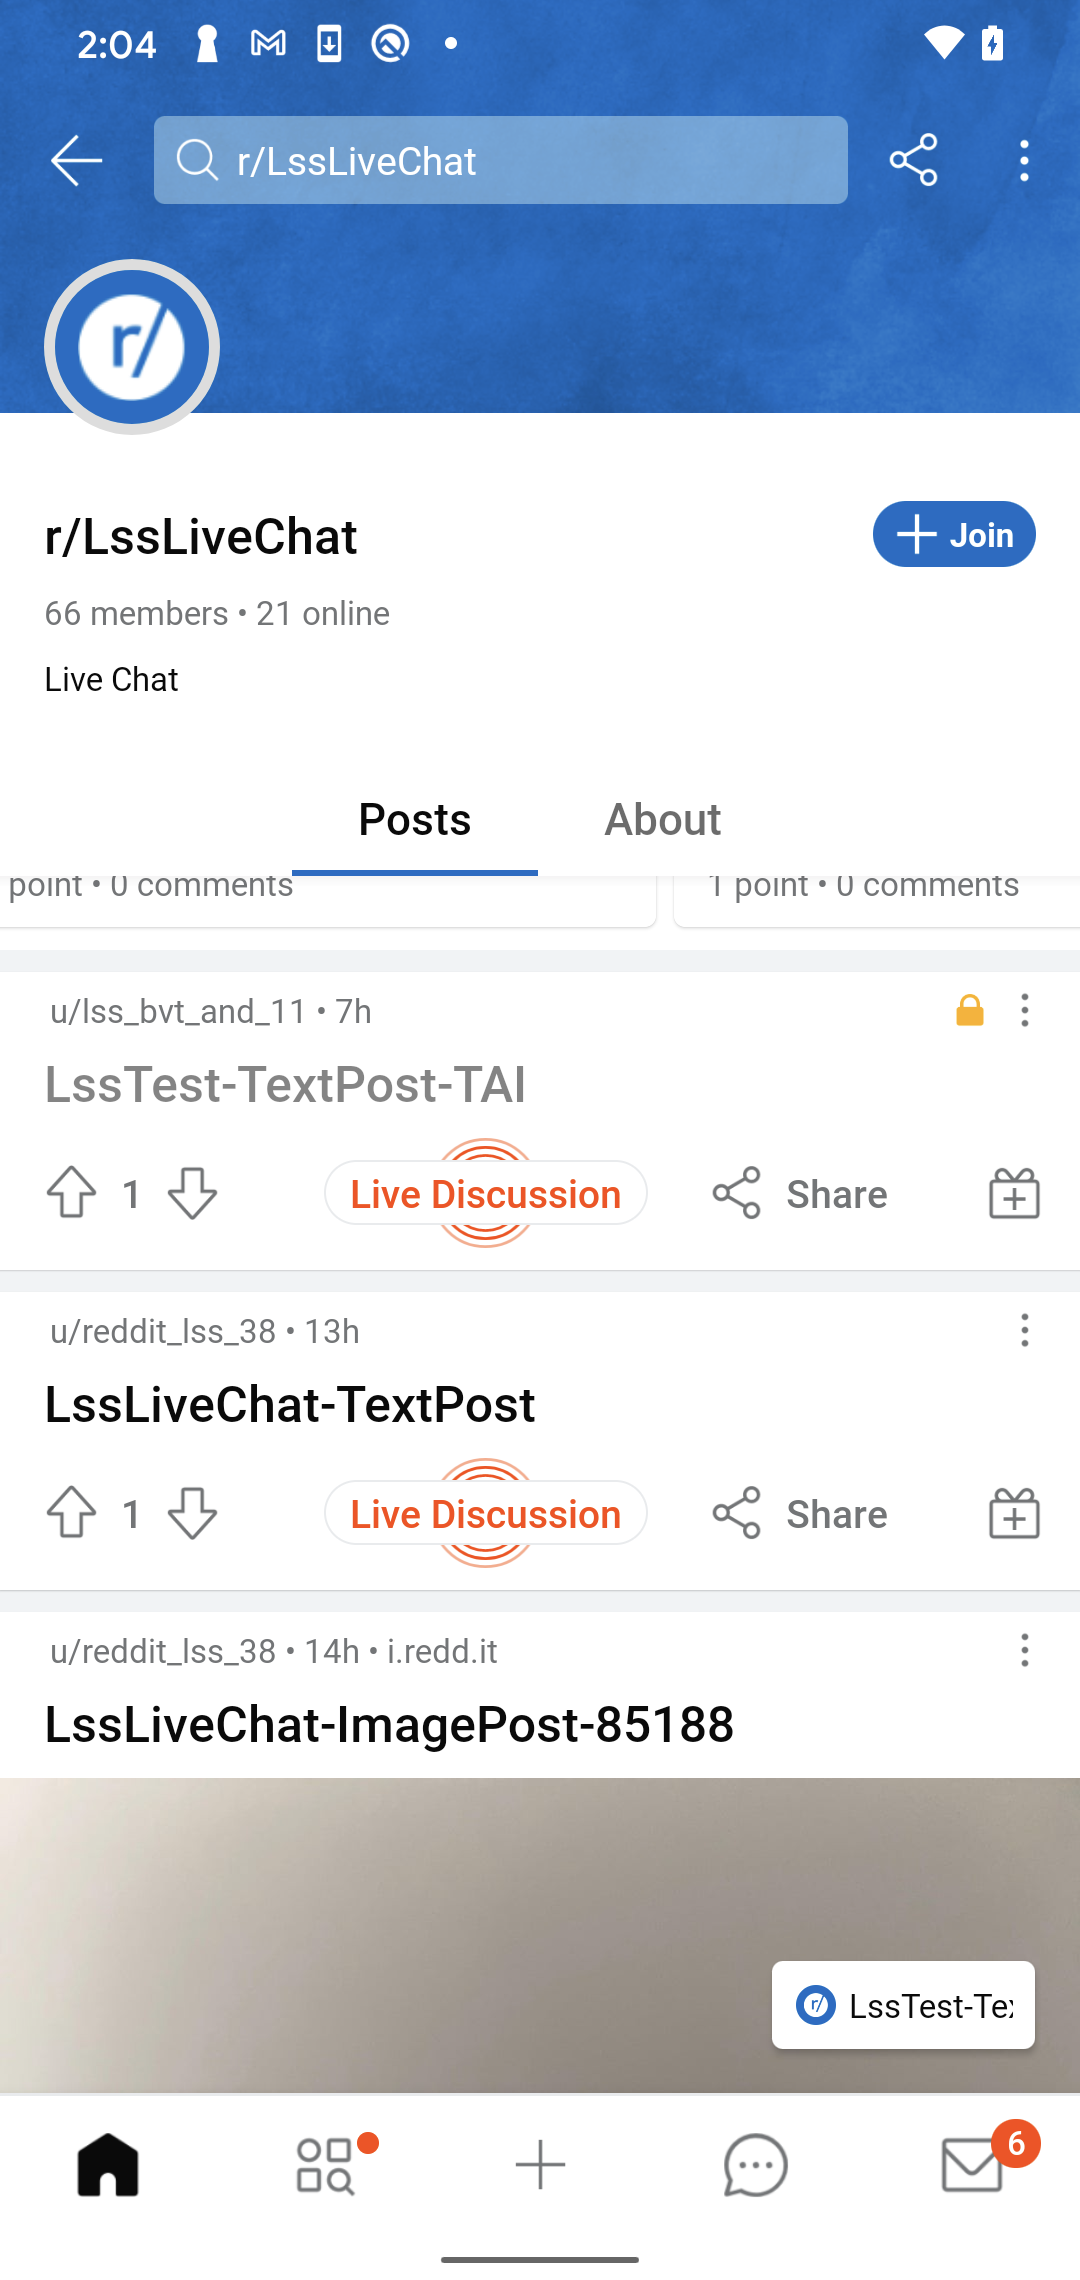 2:04
r/LssLiveChat
r/
r/LssLiveChat
Join
66 members • 21 online
Live Chat
Posts About
point • 0 comments 1 point • 0 comments
u/lss_bvt_and_11 • 7h
LssTest-TextPost-TAI
1 Live Discussion Share
u/reddit_lss_38 • 13h
LssLiveChat-TextPost
1 Live Discussion Share
u/reddit_lss_38 • 14h • i.redd.it
LssLiveChat-ImagePost-85188
r/ LssTest-Tex
6